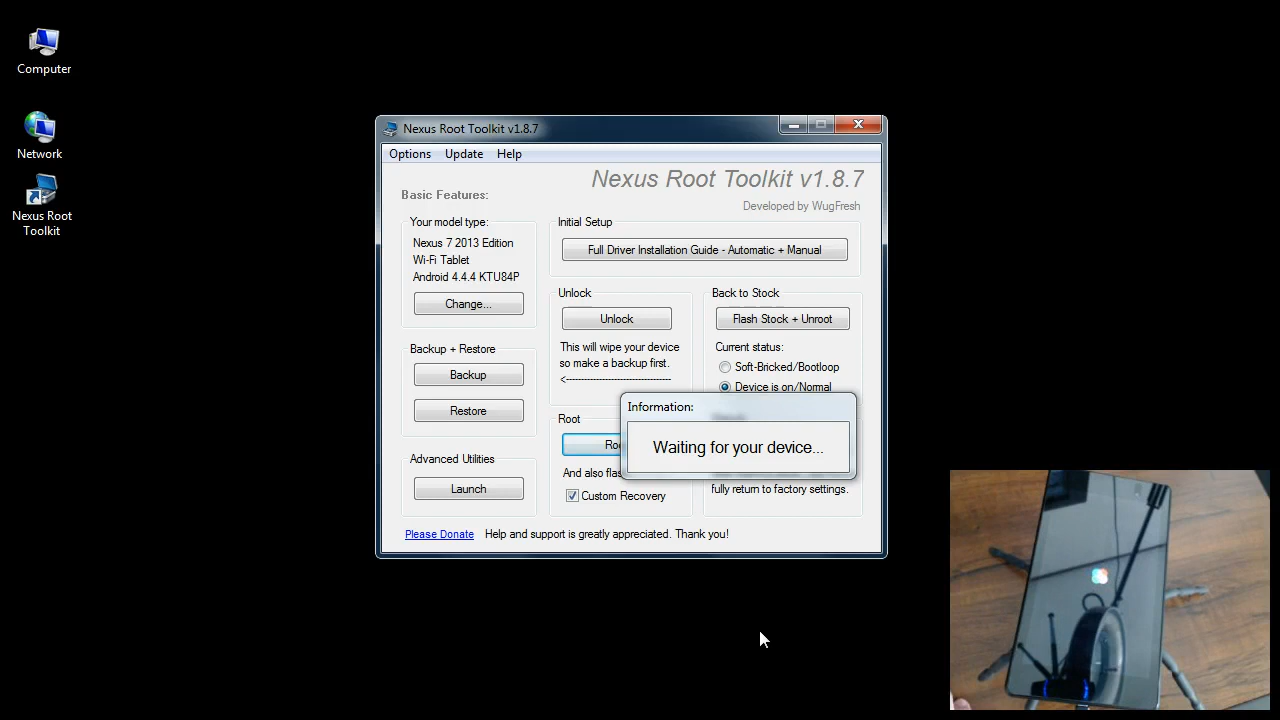 Computer
Network
Nexus Root
Toolkit
Nexus Root Toolkit v1.8.7
Options Update Help
Nexus Root Toolkit v1.8.7
Developed by WugFresh
Basic Features:
Your model type:
Nexus 7 2013 Edition
Wi-Fi Tablet
Android 4.4.4 KTU84P
Change...
Initial Setup
Full Driver Installation Guide - Automatic + Manual
Unlock
Unlock
This will wipe your device
so make a backup first.
<-----------------------------------
Back to Stock
Flash Stock + Unroot
Current status:
Soft-Bricked/Bootloop
Device is on/Normal
Backup + Restore
Backup
Restore
Root
And also
Custom Recovery
Information:
Waiting for your device...
fully return to factory settings.
Advanced Utilities
Launch
Please Donate Help and support is greatly appreciated. Thank you!